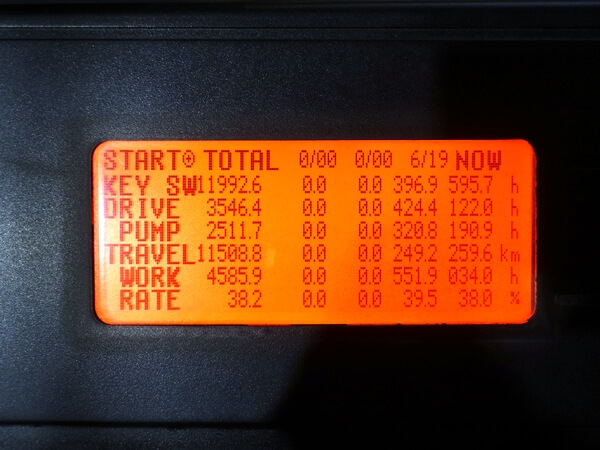 START⊕ TOTAL 0/00 0/00 6/19 NOW
KEY SW11992.6 0.0 0.0 396.9 595.7 h
DRIVE 3546.4 0.0 0.0 424.4 122.0 h
PUMP 2511.7 0.0 0.0 320.8 190.9 h
TRAVEL11508.8 0.0 0.0 249.2 259.6 km
WORK 4585.9 0.0 0.0 551.9 034.0 h
RATE 38.2 0.0 0.0 39.5 38.0 %